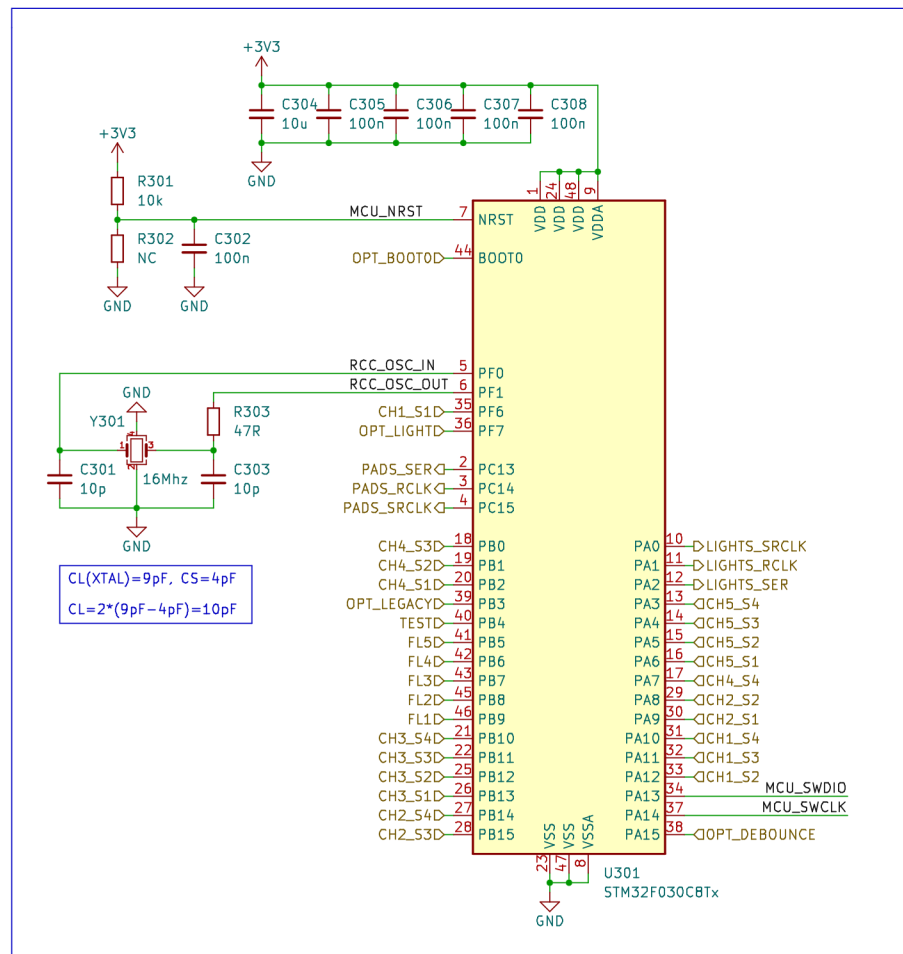 +3V3
C304
10u
C305
100n
C306
100n
C307
100n
C308
100n
GND
+3V3
R301
10k
R302
NC
C302
100n
GND
GND
MCU_NRST
7 NRST
OPT_BOOT0 44 BOOT0
1 VDD
24 VDD
48 VDD
9 VDDA
RCC_OSC_IN 5 PF0
RCC_OSC_OUT 6 PF1
CH1_S1 35 PF6
OPT_LIGHT 36 PF7
GND
Y301
1 4 3 2
16Mhz
R303
47R
C301
10p
C303
10p
GND
PADS_SER 2 PC13
PADS_RCLK 3 PC14
PADS_SRCLK 4 PC15
CL(XTAL)=9pF, CS=4pF
CL=2*(9pF-4pF)=10pF
CH4_S3 18 PB0
CH4_S2 19 PB1
CH4_S1 20 PB2
OPT_LEGACY 39 PB3
TEST 40 PB4
FL5 41 PB5
FL4 42 PB6
FL3 43 PB7
FL2 45 PB8
FL1 46 PB9
CH3_S4 21 PB10
CH3_S3 22 PB11
CH3_S2 25 PB12
CH3_S1 26 PB13
CH2_S4 27 PB14
CH2_S3 28 PB15
PA0 10 LIGHTS_SRCLK
PA1 11 LIGHTS_RCLK
PA2 12 LIGHTS_SER
PA3 13 CH5_S4
PA4 14 CH5_S3
PA5 15 CH5_S2
PA6 16 CH5_S1
PA7 17 CH4_S4
PA8 29 CH2_S2
PA9 30 CH2_S1
PA10 31 CH1_S4
PA11 32 CH1_S3
PA12 33 CH1_S2
PA13 34 MCU_SWDIO
PA14 37 MCU_SWCLK
PA15 38 OPT_DEBOUNCE
23 VSS
47 VSS
8 VSSA
U301
STM32F030C8Tx
GND